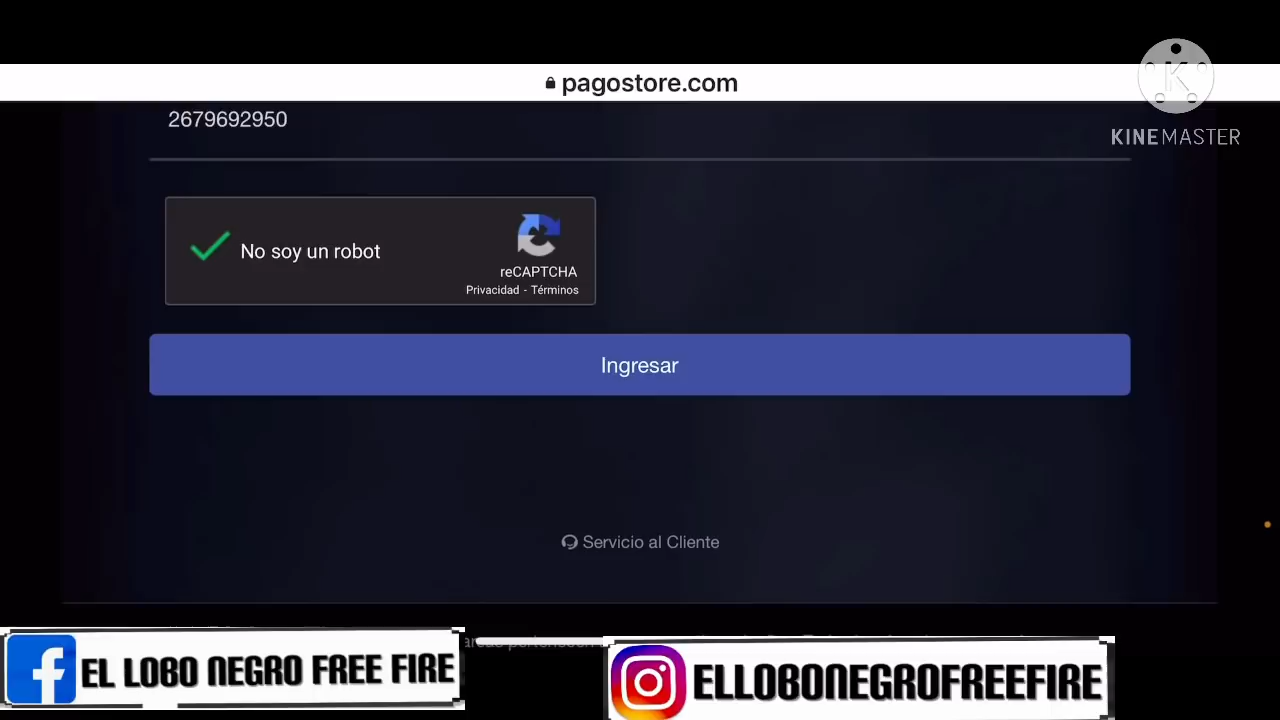 pagostore.com
K
KINEMASTER
2679692950
No soy un robot
reCAPTCHA
Privacidad - Términos
Ingresar
Servicio al Cliente
EL LOBO NEGRO FREE FIRE
ELLOBONEGROFREEFIRE